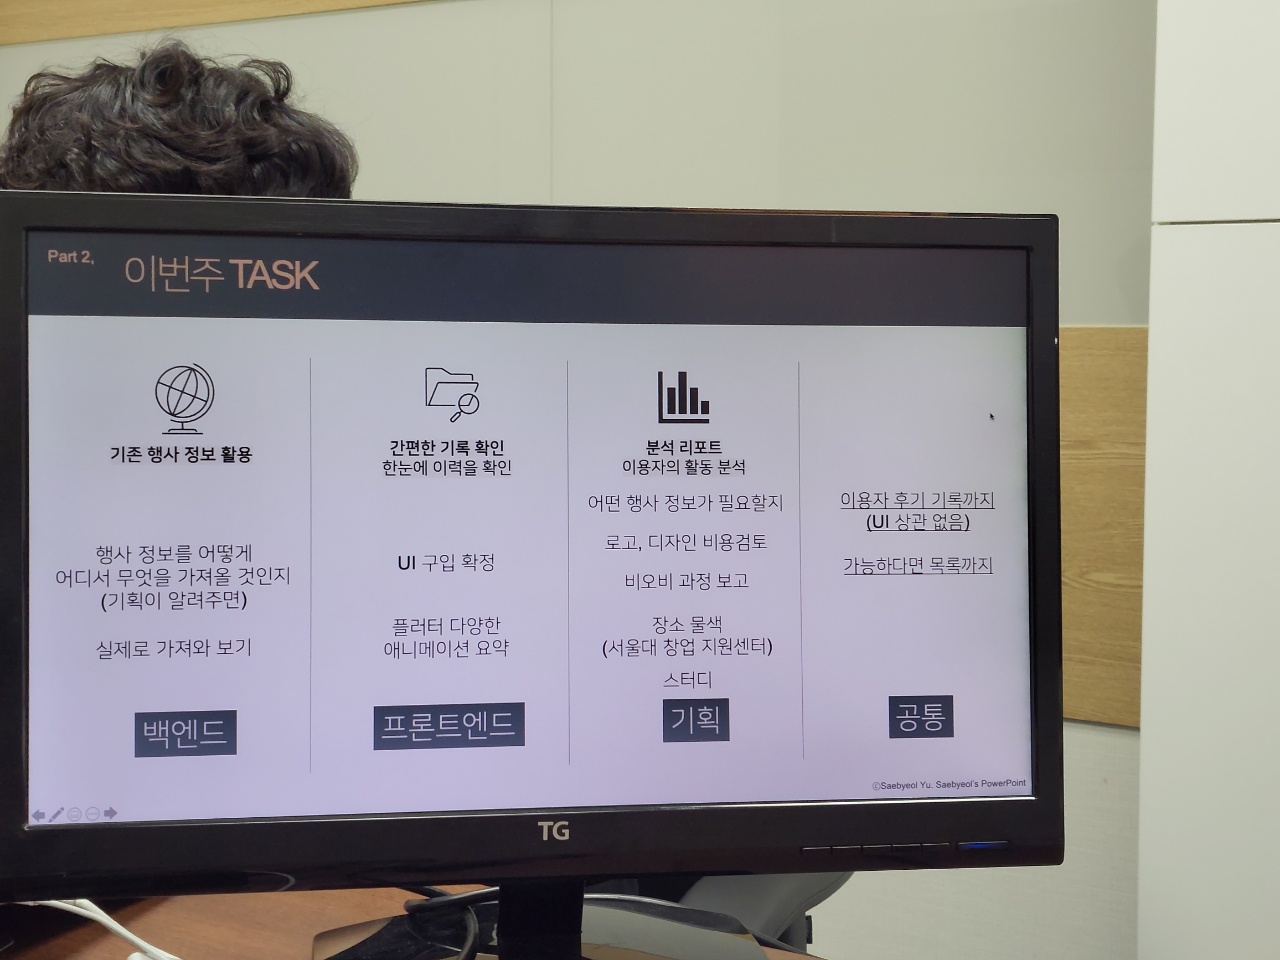 Part 2,
이번주 TASK
기존 행사 정보 활용
행사 정보를 어떻게
어디서 무엇을 가져올 것인지
(기획이 알려주면)
실제로 가져와 보기
백엔드
간편한 기록 확인
한눈에 이력을 확인
UI 구입 확정
플러터 다양한
애니메이션 요약
프론트엔드
분석 리포트
이용자의 활동 분석
어떤 행사 정보가 필요할지
로고, 디자인 비용검토
비오비 과정 보고
장소 물색
(서울대 창업 지원센터)
스터디
기획
이용자 후기 기록까지
(UI 상관 없음)
가능하다면 목록까지
공통
ⓒSaebyeol Yu. Saebyeol's PowerPoint
TG